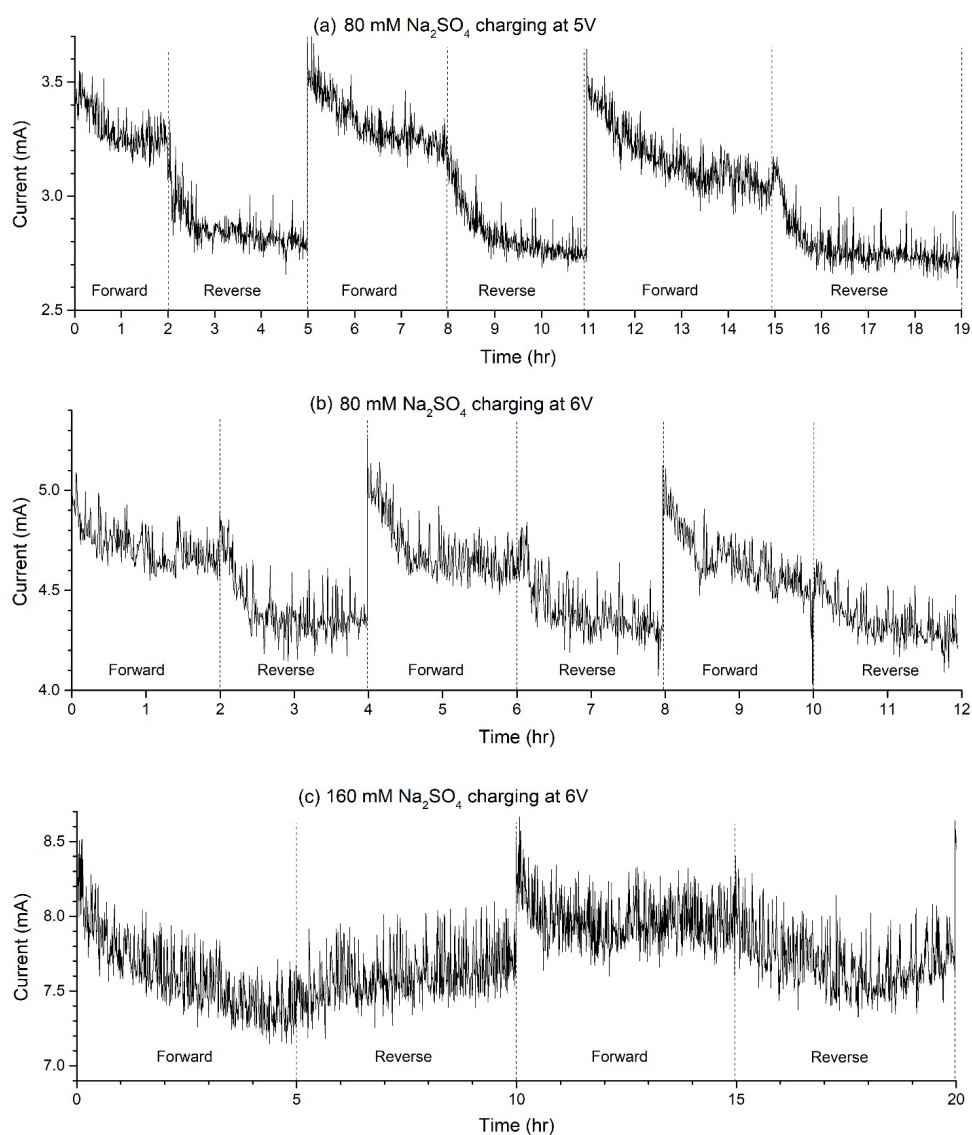 (a) 80 mM Na₂SO₄ charging at 5V
3.5
3.0
2.5
Current (mA)
Forward Reverse Forward Reverse Forward Reverse
0 1 2 3 4 5 6 7 8 9 10 11 12 13 14 15 16 17 18 19
Time (hr)
(b) 80 mM Na₂SO₄ charging at 6V
5.0
4.5
4.0
Current (mA)
Forward Reverse Forward Reverse Forward Reverse
0 1 2 3 4 5 6 7 8 9 10 11 12
Time (hr)
(c) 160 mM Na₂SO₄ charging at 6V
8.5
8.0
7.5
7.0
Current (mA)
Forward Reverse Forward Reverse
0 5 10 15 20
Time (hr)